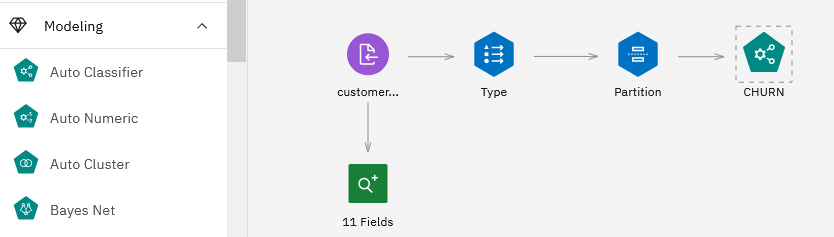 Modeling
Auto Classifier
Auto Numeric
Auto Cluster
Bayes Net
customer...
Type
Partition
CHURN
11 Fields